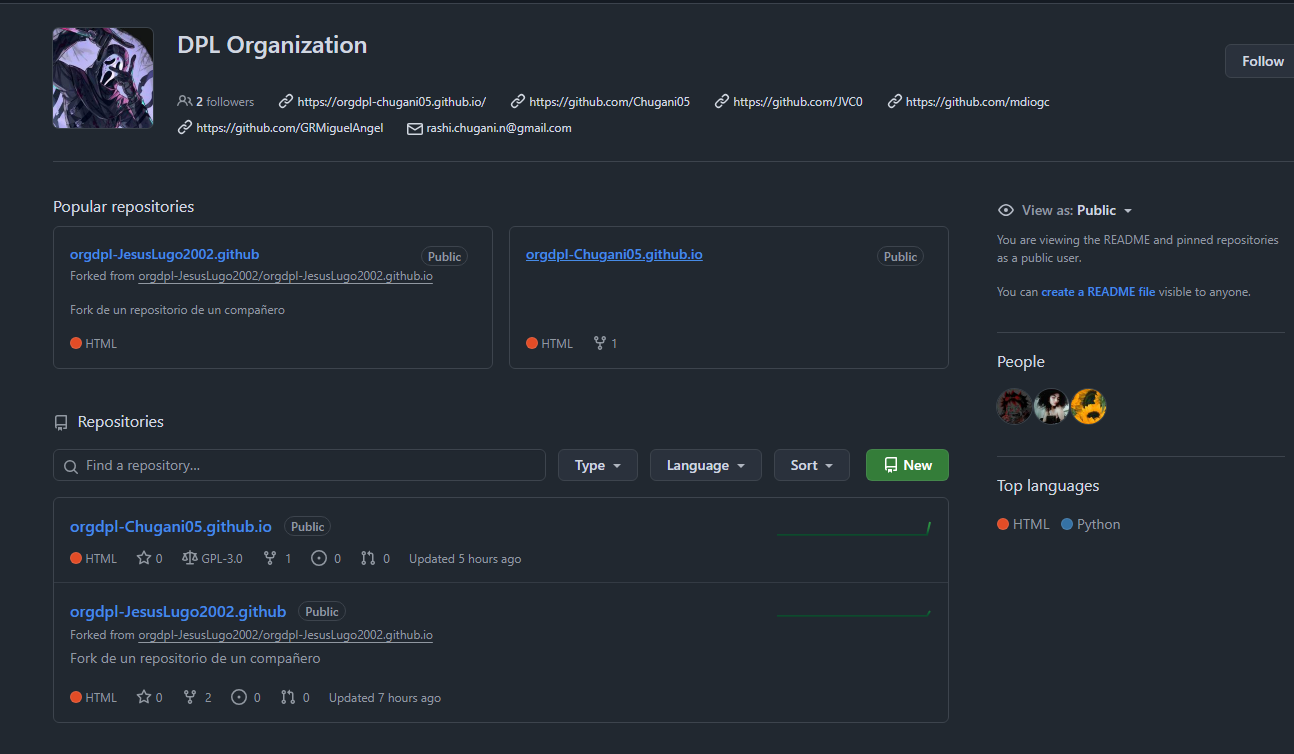 DPL Organization
Follow
2 followers https://orgdpl-chugani05.github.io/ https://github.com/Chugani05 https://github.com/JVC0 https://github.com/mdiogc
https://github.com/GRMiguelAngel rashi.chugani.n@gmail.com
Popular repositories
orgdpl-JesusLugo2002.github Public
Forked from orgdpl-JesusLugo2002/orgdpl-JesusLugo2002.github.io
Fork de un repositorio de un compañero
HTML
orgdpl-Chugani05.github.io Public
HTML 1
Repositories
Find a repository...
Type
Language
Sort
New
orgdpl-Chugani05.github.io Public
HTML 0 GPL-3.0 1 0 0 Updated 5 hours ago
orgdpl-JesusLugo2002.github Public
Forked from orgdpl-JesusLugo2002/orgdpl-JesusLugo2002.github.io
Fork de un repositorio de un compañero
HTML 0 2 0 0 Updated 7 hours ago
View as: Public
You are viewing the README and pinned repositories
as a public user.
You can create a README file visible to anyone.
People
Top languages
HTML Python